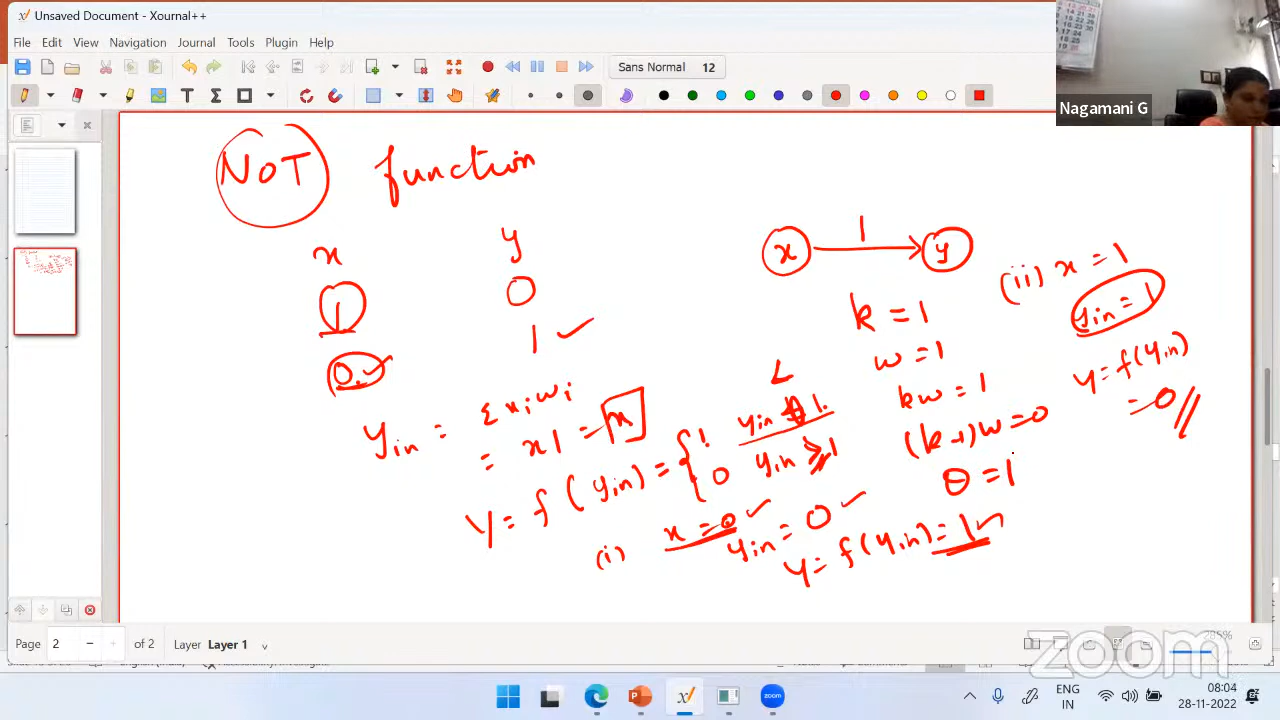 Unsaved Document - Xournal++
File Edit View Navigation Journal Tools Plugin Help
Sans Normal 12
Nagamani G
NOT function
x y
1 0
0. 1
x 1 y
k = 1
w = 1
kw = 1
(k-1)w = 0
θ = 1
(ii) x = 1
yin = 1
y = f(yin)
= 0 //
yin = Σ xi wi
= x1 = x
y = f(yin) = { 1 yin < 1.
0 yin ≥ 1
(i) x = 0
yin = 0
y = f(yin) = 1
Page 2 of 2 Layer Layer 1
zoom
286%
ENG
IN
08:04
28-11-2022